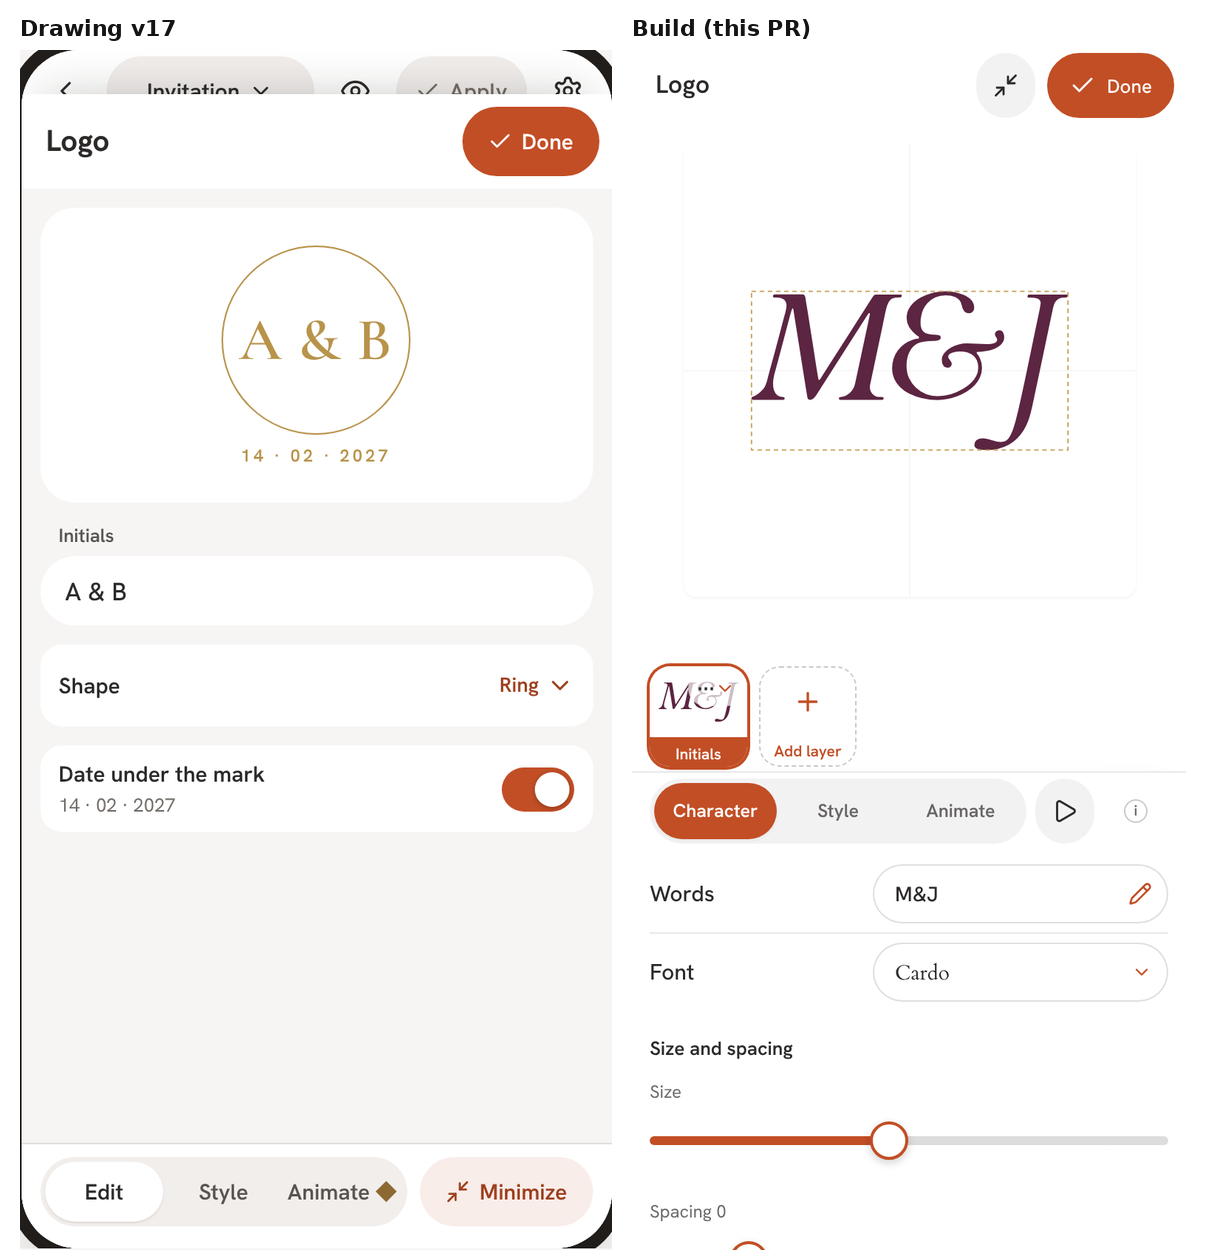 Drawing v17
Invitation
Apply
Logo
Done
A & B
14 · 02 · 2027
Initials
A & B
Shape
Ring
Date under the mark
14 · 02 · 2027
Edit
Style
Animate
Minimize
Build (this PR)
Logo
Done
M&J
M&J
Initials
Add layer
Character
Style
Animate
Words
M&J
Font
Cardo
Size and spacing
Size
Spacing 0